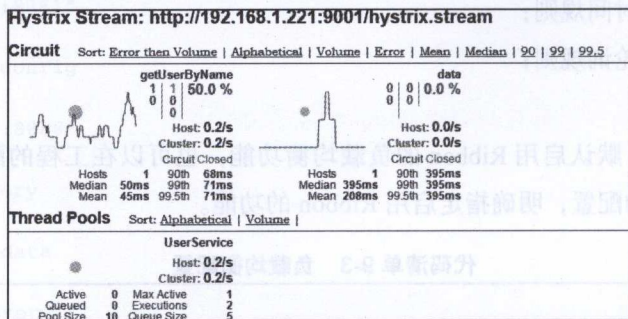 Hystrix Stream: http://192.168.1.221:9001/hystrix.stream
Circuit Sort: Error then Volume | Alphabetical | Volume | Error | Mean | Median | 90 | 99 | 99.5
getUserByName
1 1 50.0 %
0 0
0
Host: 0.2/s
Cluster: 0.2/s
Circuit Closed
Hosts 1 90th 68ms
Median 50ms 99th 71ms
Mean 45ms 99.5th 71ms
data
0 0 0.0 %
0 0
0
Host: 0.0/s
Cluster: 0.0/s
Circuit Closed
Hosts 1 90th 395ms
Median 395ms 99th 395ms
Mean 208ms 99.5th 395ms
Thread Pools Sort: Alphabetical | Volume |
UserService
Host: 0.2/s
Cluster: 0.2/s
Active 0 Max Active 1
Queued 0 Executions 2
Pool Size 10 Queue Size 5